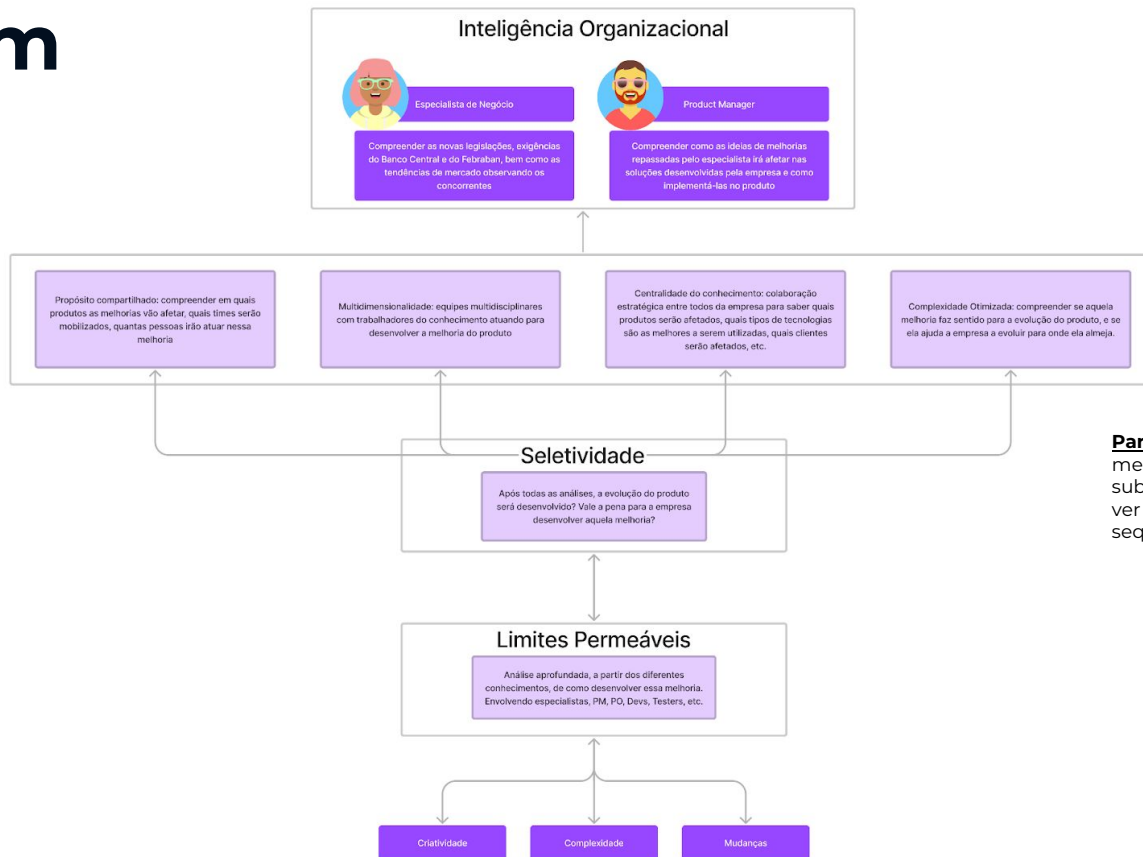 m
Inteligência Organizacional
Especialista de Negócio
Product Manager
Compreender as novas legislações, exigências
do Banco Central e do Febraban, bem como as
tendências de mercado observando os
concorrentes
Compreender como as ideias de melhorias
repassadas pelo especialista irá afetar nas
soluções desenvolvidas pela empresa e como
implementá-las no produto
Propósito compartilhado: compreender em quais
produtos as melhorias vão afetar, quais times serão
mobilizados, quantas pessoas irão atuar nessa
melhoria
Multidimensionalidade: equipes multidisciplinares
com trabalhadores do conhecimento atuando para
desenvolver a melhoria do produto
Centralidade do conhecimento: colaboração
estratégica entre todos da empresa para saber quais
produtos serão afetados, quais tipos de tecnologias
são as melhores a serem utilizadas, quais clientes
serão afetados, etc.
Complexidade Otimizada: compreender se aquela
melhoria faz sentido para a evolução do produto, e se
ela ajuda a empresa a evoluir para onde ela almeja.
Seletividade
Após todas as análises, a evolução do produto
será desenvolvido? Vale a pena para a empresa
desenvolver aquela melhoria?
Par
me
sub
ver
seq
Limites Permeáveis
Análise aprofundada, a partir dos diferentes
conhecimentos, de como desenvolver essa melhoria.
Envolvendo especialistas, PM, PO, Devs, Testers, etc.
Criatividade
Complexidade
Mudanças